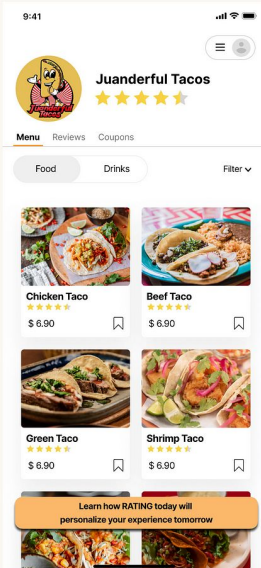 9:41
Juanderful
Tacos
Juanderful Tacos
Menu Reviews Coupons
Food Drinks Filter
Chicken Taco Beef Taco
$ 6.90 $ 6.90
Green Taco Shrimp Taco
$ 6.90 $ 6.90
Learn how RATING today will
personalize your experience tomorrow